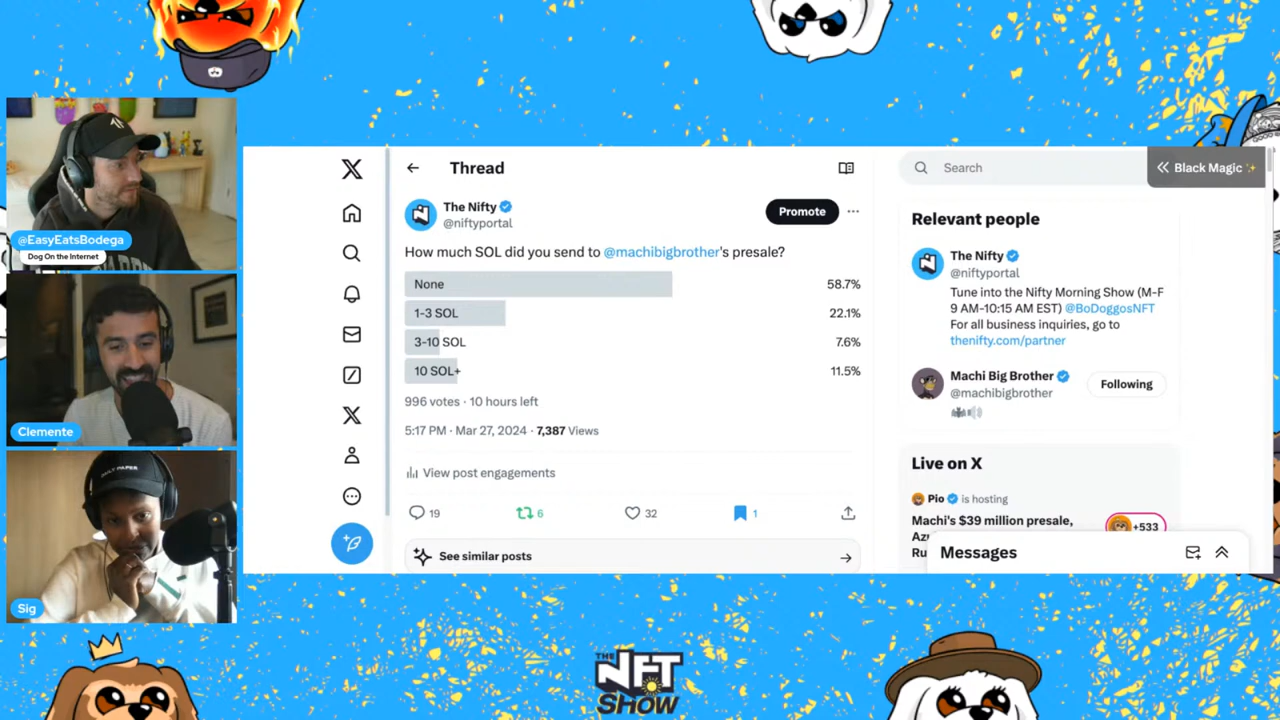 @EasyEatsBodega
Dog On the Internet
Clemente
DAILY PAPER
Sig
Thread
The Nifty
@niftyportal
Promote
How much SOL did you send to @machibigbrother's presale?
None 58.7%
1-3 SOL 22.1%
3-10 SOL 7.6%
10 SOL+ 11.5%
996 votes · 10 hours left
5:17 PM · Mar 27, 2024 · 7,387 Views
View post engagements
19 6 32 1
See similar posts
Search
Black Magic
Relevant people
The Nifty
@niftyportal
Tune into the Nifty Morning Show (M-F
9 AM-10:15 AM EST) @BoDoggosNFT
For all business inquiries, go to
thenifty.com/partner
Machi Big Brother
@machibigbrother
Following
Live on X
Pio is hosting
Machi's $39 million presale,
+533
Messages
THE
NFT
SHOW